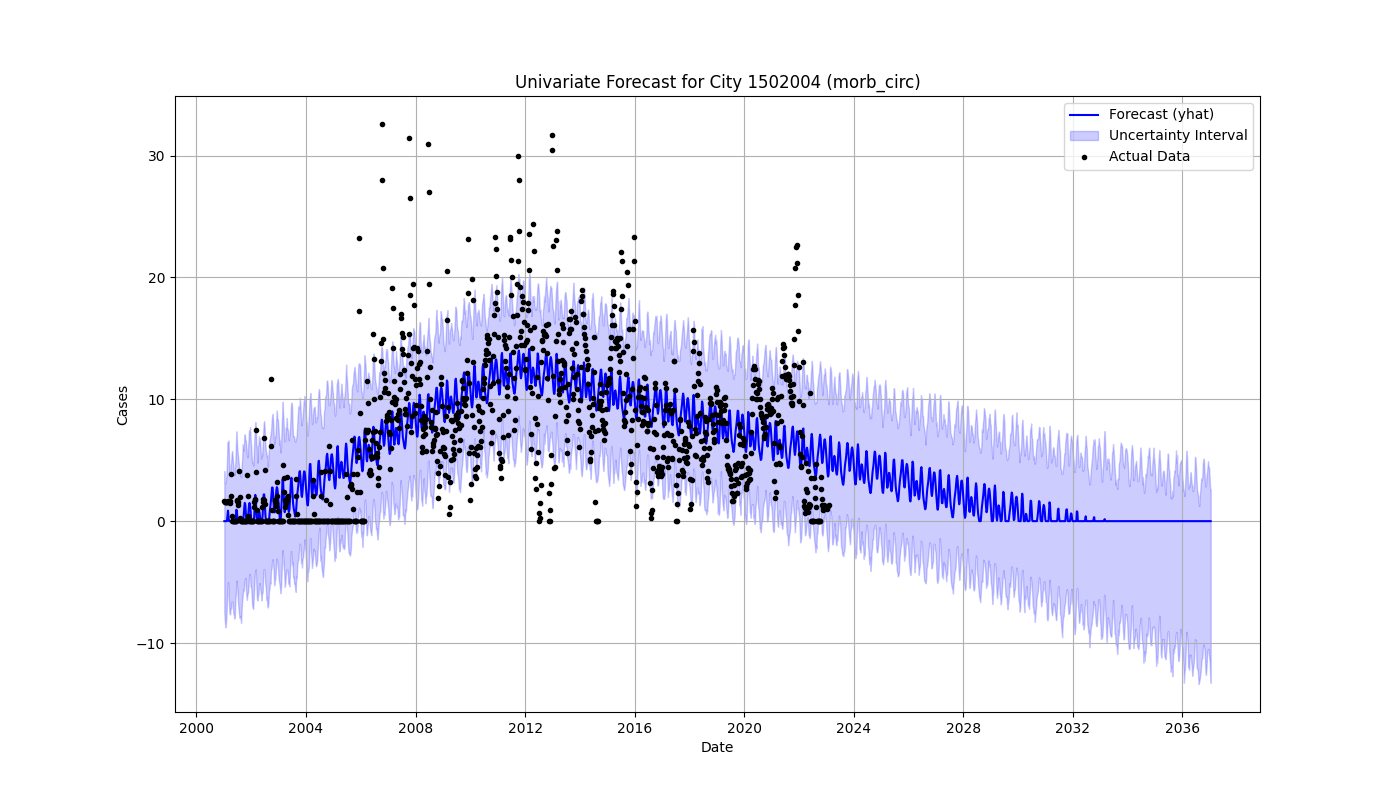 Univariate Forecast for City 1502004 (morb_circ)
Forecast (yhat)
Uncertainty Interval
Actual Data
30
20
10
0
−10
Cases
2000 2004 2008 2012 2016 2020 2024 2028 2032 2036
Date